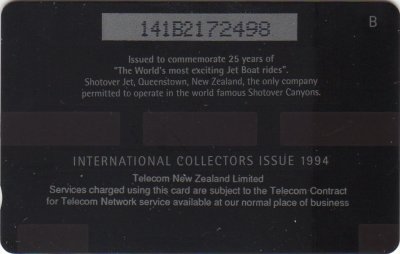 141B2172498
B
Issued to commemorate 25 years of
"The World's most exciting Jet Boat rides".
Shotover Jet, Queenstown, New Zealand, the only company
permitted to operate in the world famous Shotover Canyons.
INTERNATIONAL COLLECTORS ISSUE 1994
Telecom New Zealand Limited
Services charged using this card are subject to the Telecom Contract
for Telecom Network service available at our normal place of business